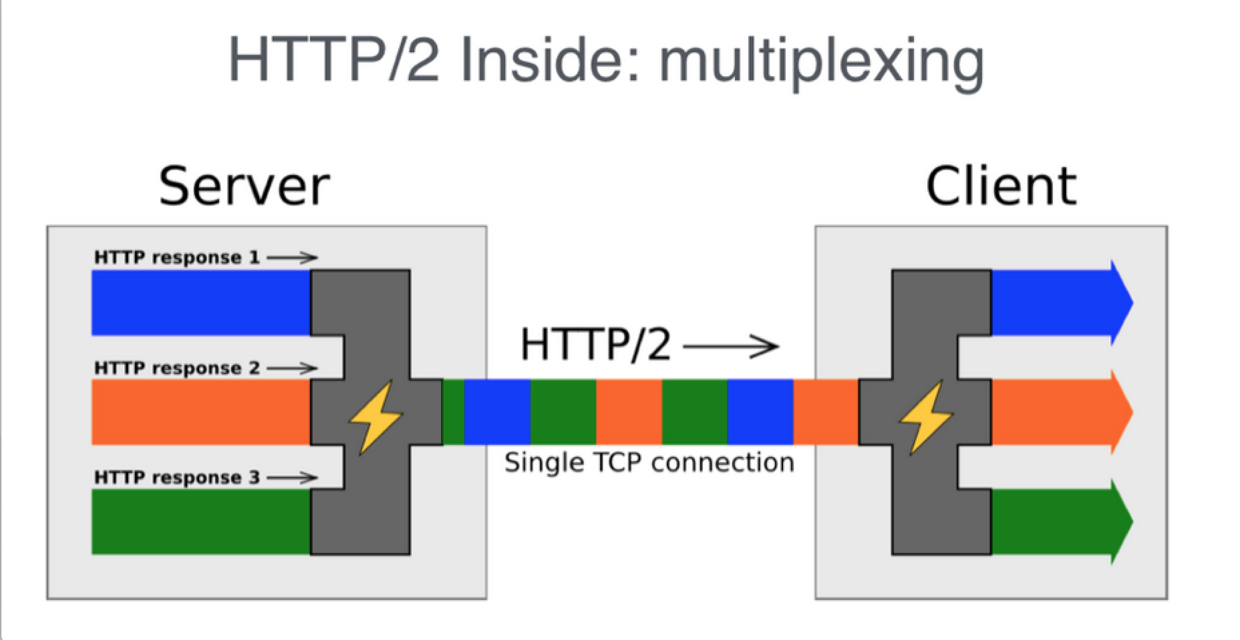 HTTP/2 Inside: multiplexing
Server
Client
HTTP response 1
HTTP response 2
HTTP response 3
HTTP/2
Single TCP connection